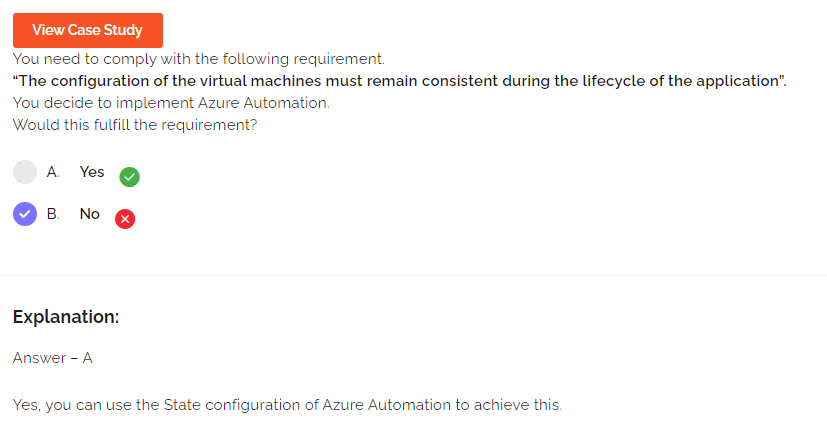 View Case Study
You need to comply with the following requirement.
“The configuration of the virtual machines must remain consistent during the lifecycle of the application”.
You decide to implement Azure Automation.
Would this fulfill the requirement?
A. Yes
B. No
Explanation:
Answer – A
Yes, you can use the State configuration of Azure Automation to achieve this.